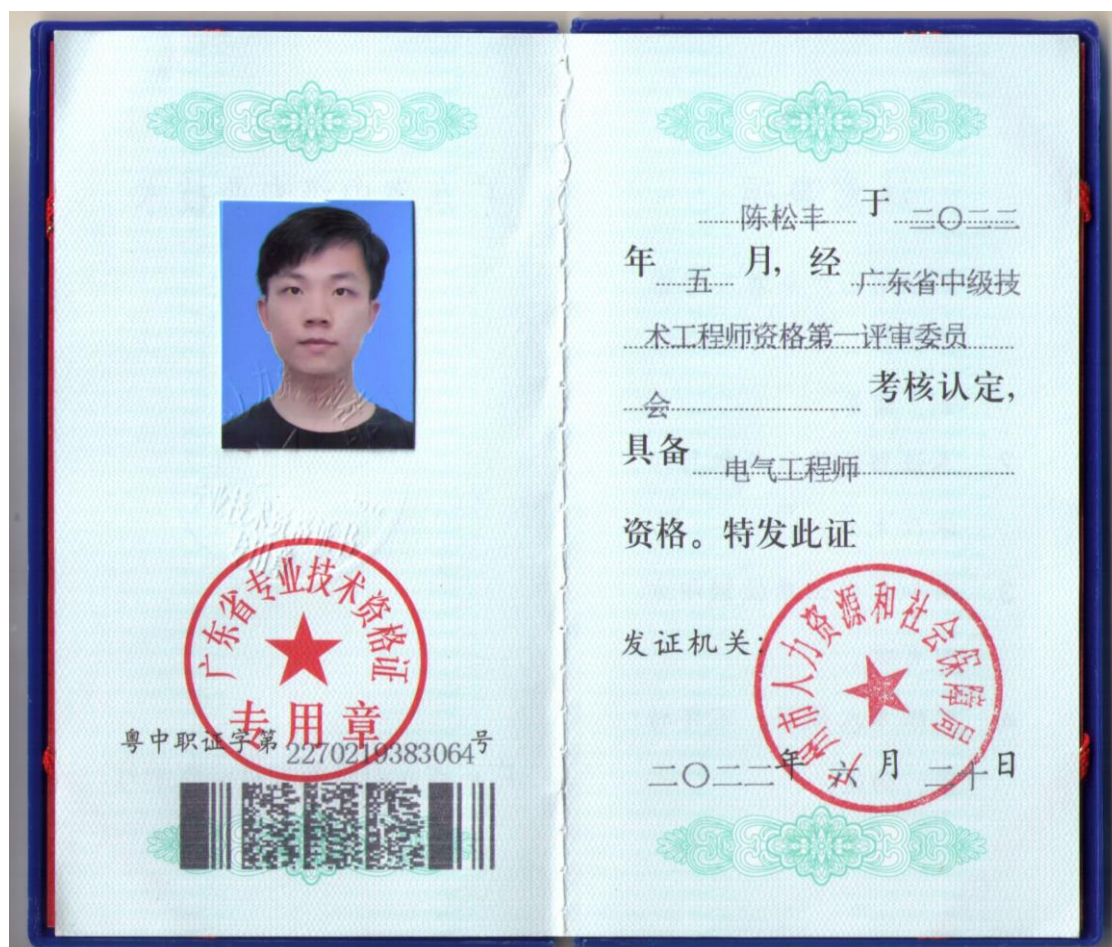 广东省专业技术资格证
专用章
粤中职证字第2270219383064号
陈松丰 于 二〇二二
年 五 月, 经 广东省中级技
术工程师资格第一评审委员
会 考核认定,
具备 电气工程师
资格。特发此证
发证机关:
广州市人力资源和社会保障局
二〇二二年 六 月 二十日